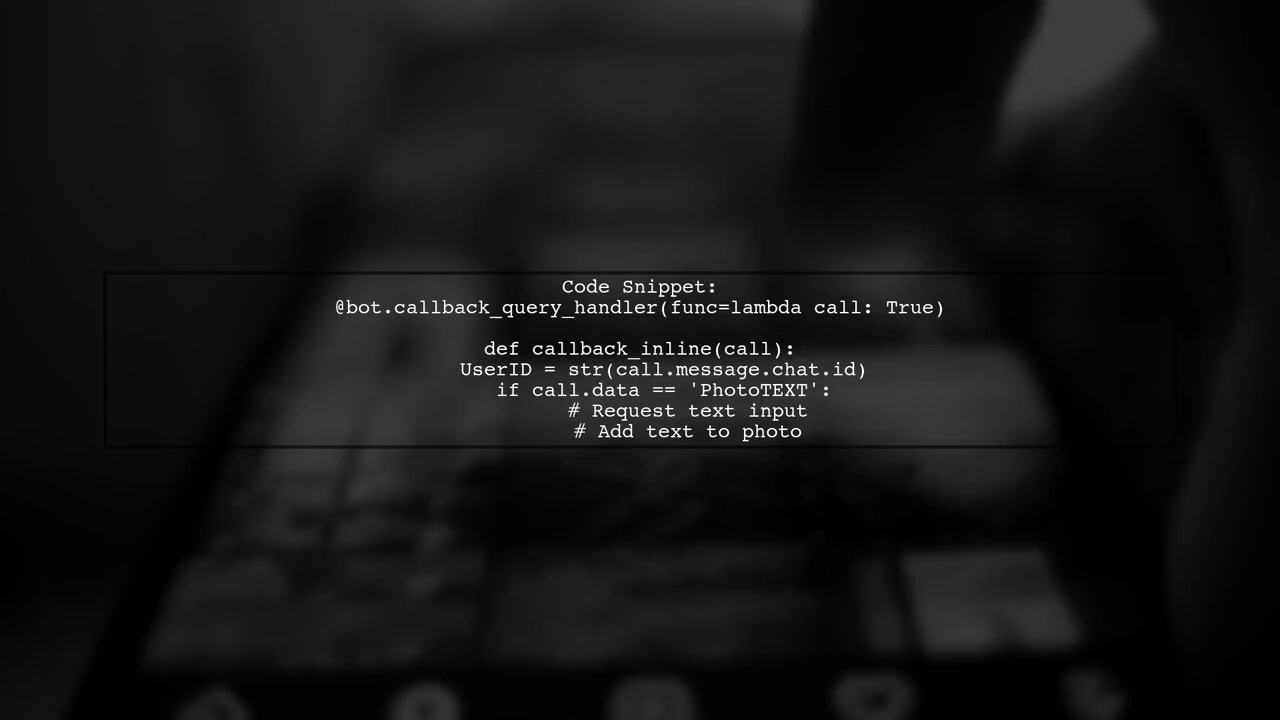 Code Snippet:
@bot.callback_query_handler(func=lambda call: True)
def callback_inline(call):
UserID = str(call.message.chat.id)
if call.data == 'PhotoTEXT':
# Request text input
# Add text to photo